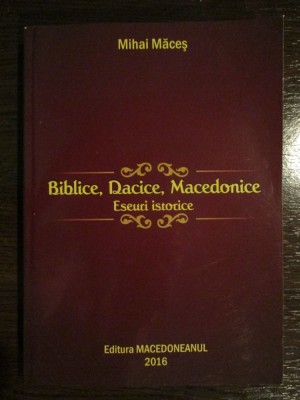 Mihai Măceș
Biblice, Dacice, Macedonice
Eseuri istorice
Editura MACEDONEANUL
2016